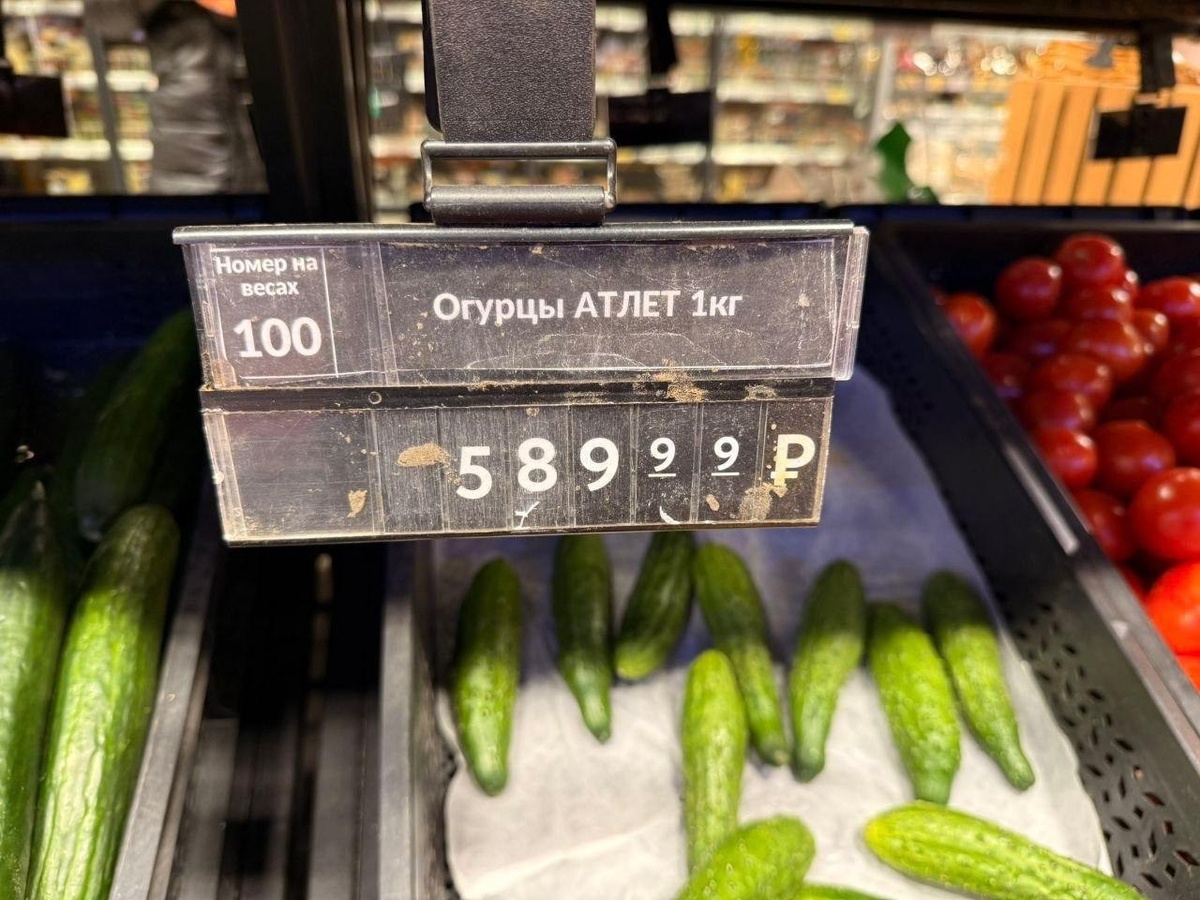 Номер на
весах
100
Огурцы АТЛЕТ 1кг
589 99 ₽